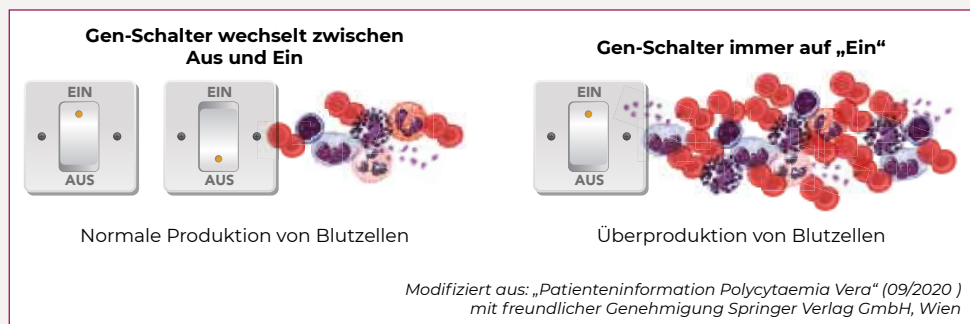 Gen-Schalter wechselt zwischen
Aus und Ein
EIN
AUS
EIN
AUS
Normale Produktion von Blutzellen
Gen-Schalter immer auf „Ein“
EIN
AUS
Überproduktion von Blutzellen
Modifiziert aus: „Patienteninformation Polycytaemia Vera“ (09/2020 )
mit freundlicher Genehmigung Springer Verlag GmbH, Wien